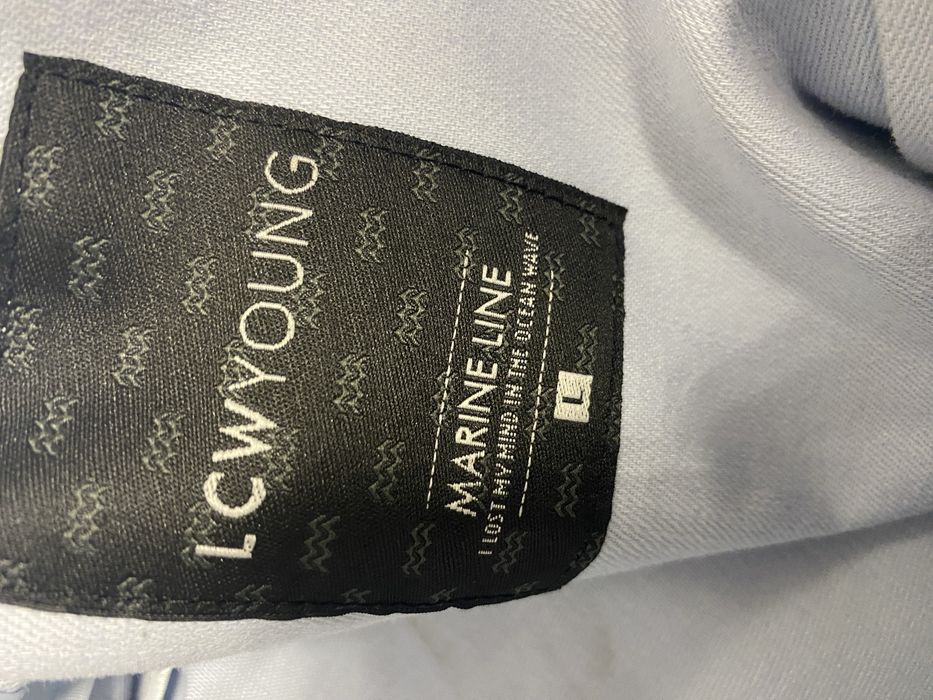 LCWYOUNG
MARINE LINE
I LOST MY MIND IN THE OCEAN WAVE
L